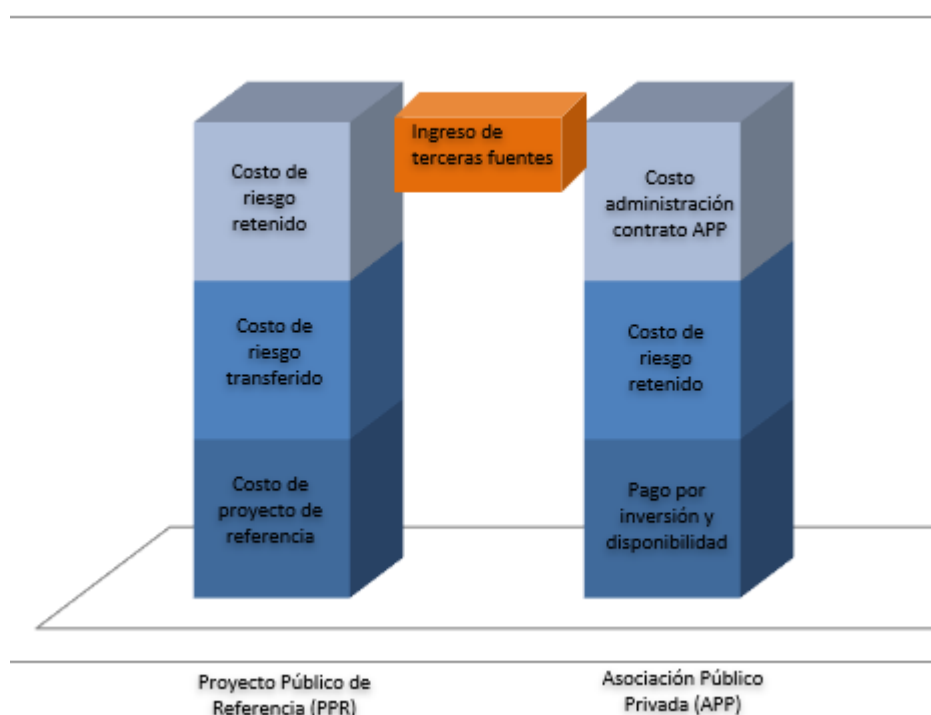 Costo de
riesgo
retenido
Costo de
riesgo
transferido
Costo de
proyecto de
referencia
Ingreso de
terceras fuentes
Costo
administración
contrato APP
Costo de
riesgo
retenido
Pago por
inversión y
disponibilidad
Proyecto Público de
Referencia (PPR)
Asociación Público
Privada (APP)